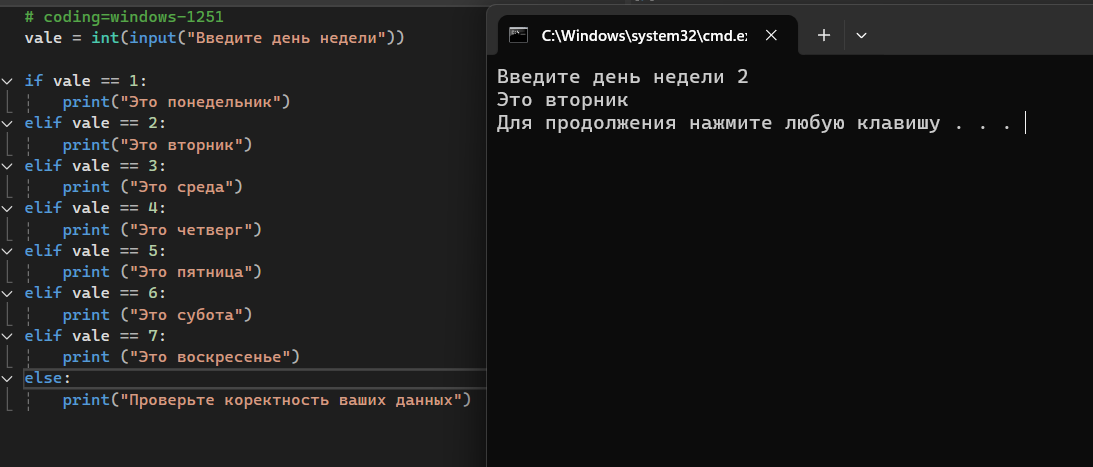 # coding=windows-1251
vale = int(input("Введите день недели"))
if vale == 1:
print("Это понедельник")
elif vale == 2:
print("Это вторник")
elif vale == 3:
print ("Это среда")
elif vale == 4:
print ("Это четверг")
elif vale == 5:
print ("Это пятница")
elif vale == 6:
print ("Это субота")
elif vale == 7:
print ("Это воскресенье")
else:
print("Проверьте коректность ваших данных")
C:\Windows\system32\cmd.e
Введите день недели 2
Это вторник
Для продолжения нажмите любую клавишу . . .